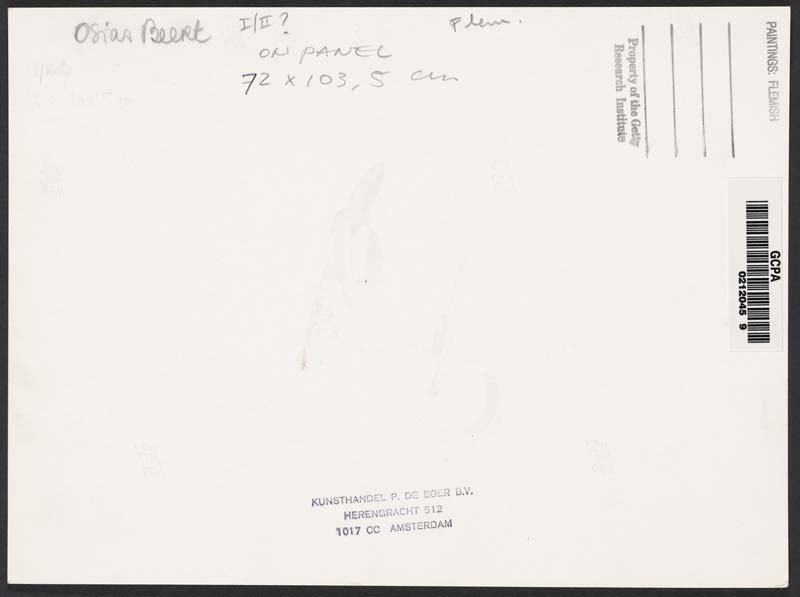 Osias Beert I/II ? Flem.
ON PANEL
72 x 103,5 cm
Property of the Getty
Research Institute
PAINTINGS: FLEMISH
GCPA
0212045 9
KUNSTHANDEL P. DE BOER B.V.
HERENGRACHT 512
1017 CC AMSTERDAM